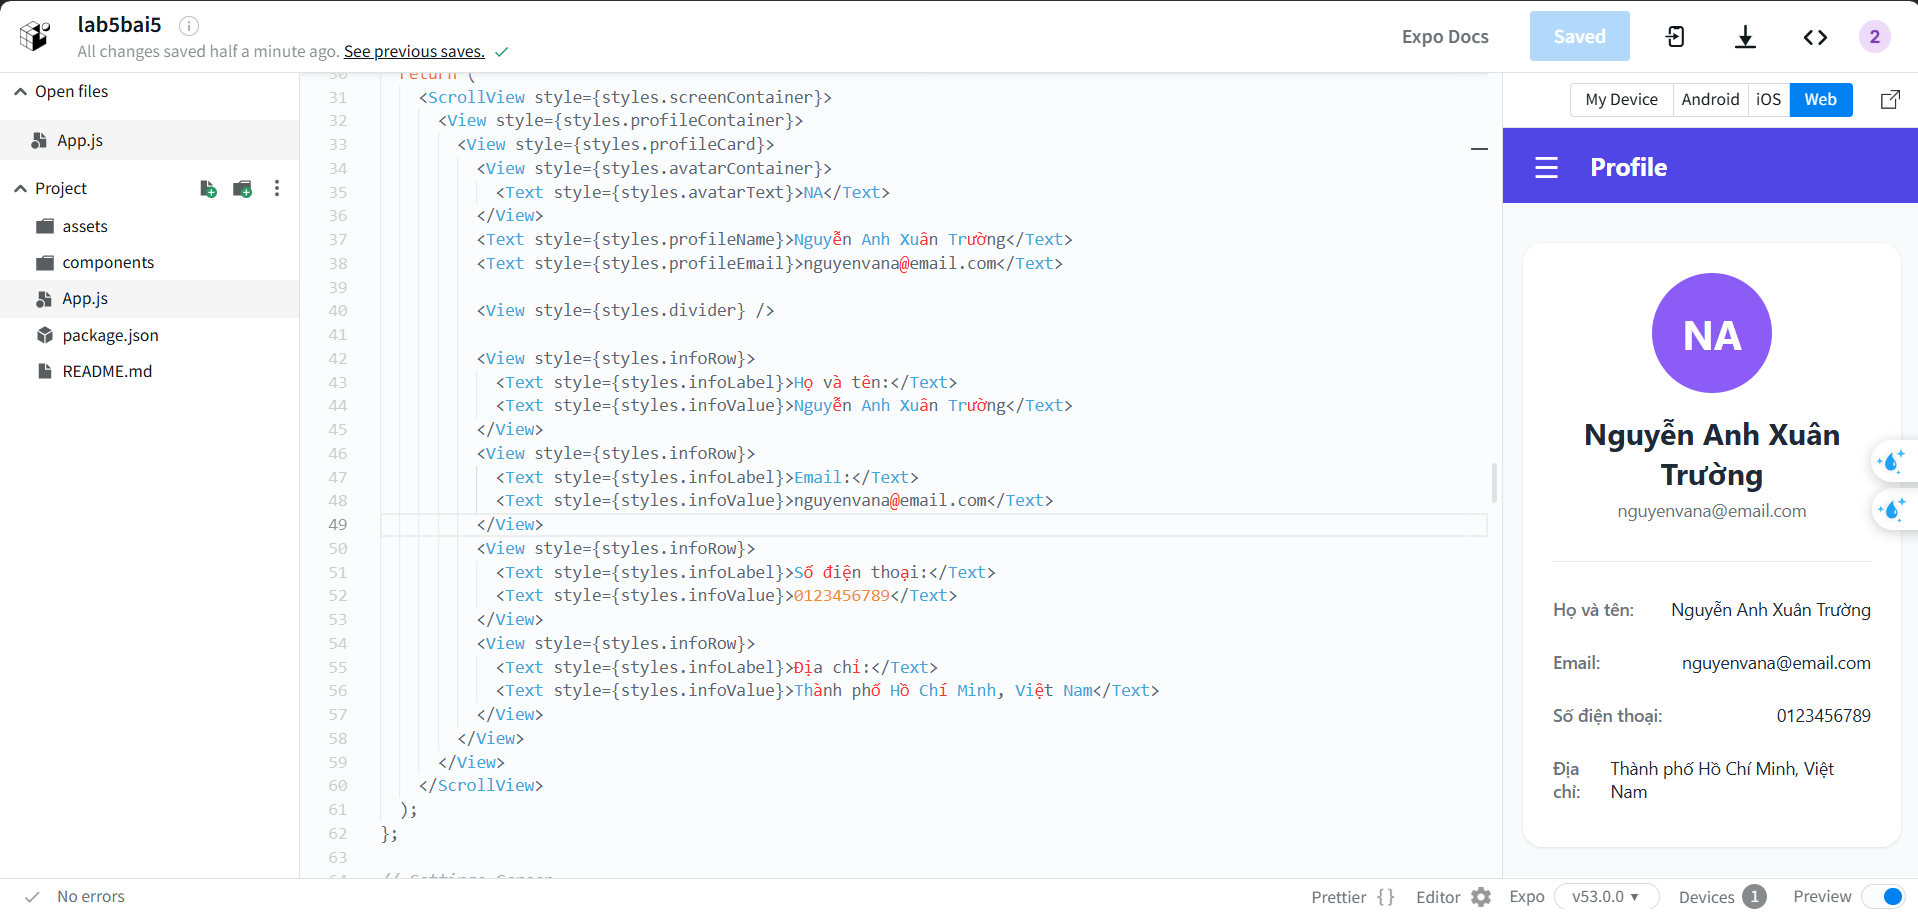 lab5bai5
All changes saved half a minute ago. See previous saves.
Expo Docs
Saved
2
Open files
App.js
Project
assets
components
App.js
package.json
README.md
30 return (
31 <ScrollView style={styles.screenContainer}>
32 <View style={styles.profileContainer}>
33 <View style={styles.profileCard}>
34 <View style={styles.avatarContainer}>
35 <Text style={styles.avatarText}>NA</Text>
36 </View>
37 <Text style={styles.profileName}>Nguyễn Anh Xuân Trường</Text>
38 <Text style={styles.profileEmail}>nguyenvana@email.com</Text>
39
40 <View style={styles.divider} />
41
42 <View style={styles.infoRow}>
43 <Text style={styles.infoLabel}>Họ và tên:</Text>
44 <Text style={styles.infoValue}>Nguyễn Anh Xuân Trường</Text>
45 </View>
46 <View style={styles.infoRow}>
47 <Text style={styles.infoLabel}>Email:</Text>
48 <Text style={styles.infoValue}>nguyenvana@email.com</Text>
49 </View>
50 <View style={styles.infoRow}>
51 <Text style={styles.infoLabel}>Số điện thoại:</Text>
52 <Text style={styles.infoValue}>0123456789</Text>
53 </View>
54 <View style={styles.infoRow}>
55 <Text style={styles.infoLabel}>Địa chỉ:</Text>
56 <Text style={styles.infoValue}>Thành phố Hồ Chí Minh, Việt Nam</Text>
57 </View>
58 </View>
59 </View>
60 </ScrollView>
61 );
62 };
63
64 // Settings Screen
My Device
Android
iOS
Web
Profile
NA
Nguyễn Anh Xuân
Trường
nguyenvana@email.com
Họ và tên: Nguyễn Anh Xuân Trường
Email: nguyenvana@email.com
Số điện thoại: 0123456789
Địa chỉ: Thành phố Hồ Chí Minh, Việt Nam
No errors
Prettier {}
Editor
Expo v53.0.0
Devices 1
Preview